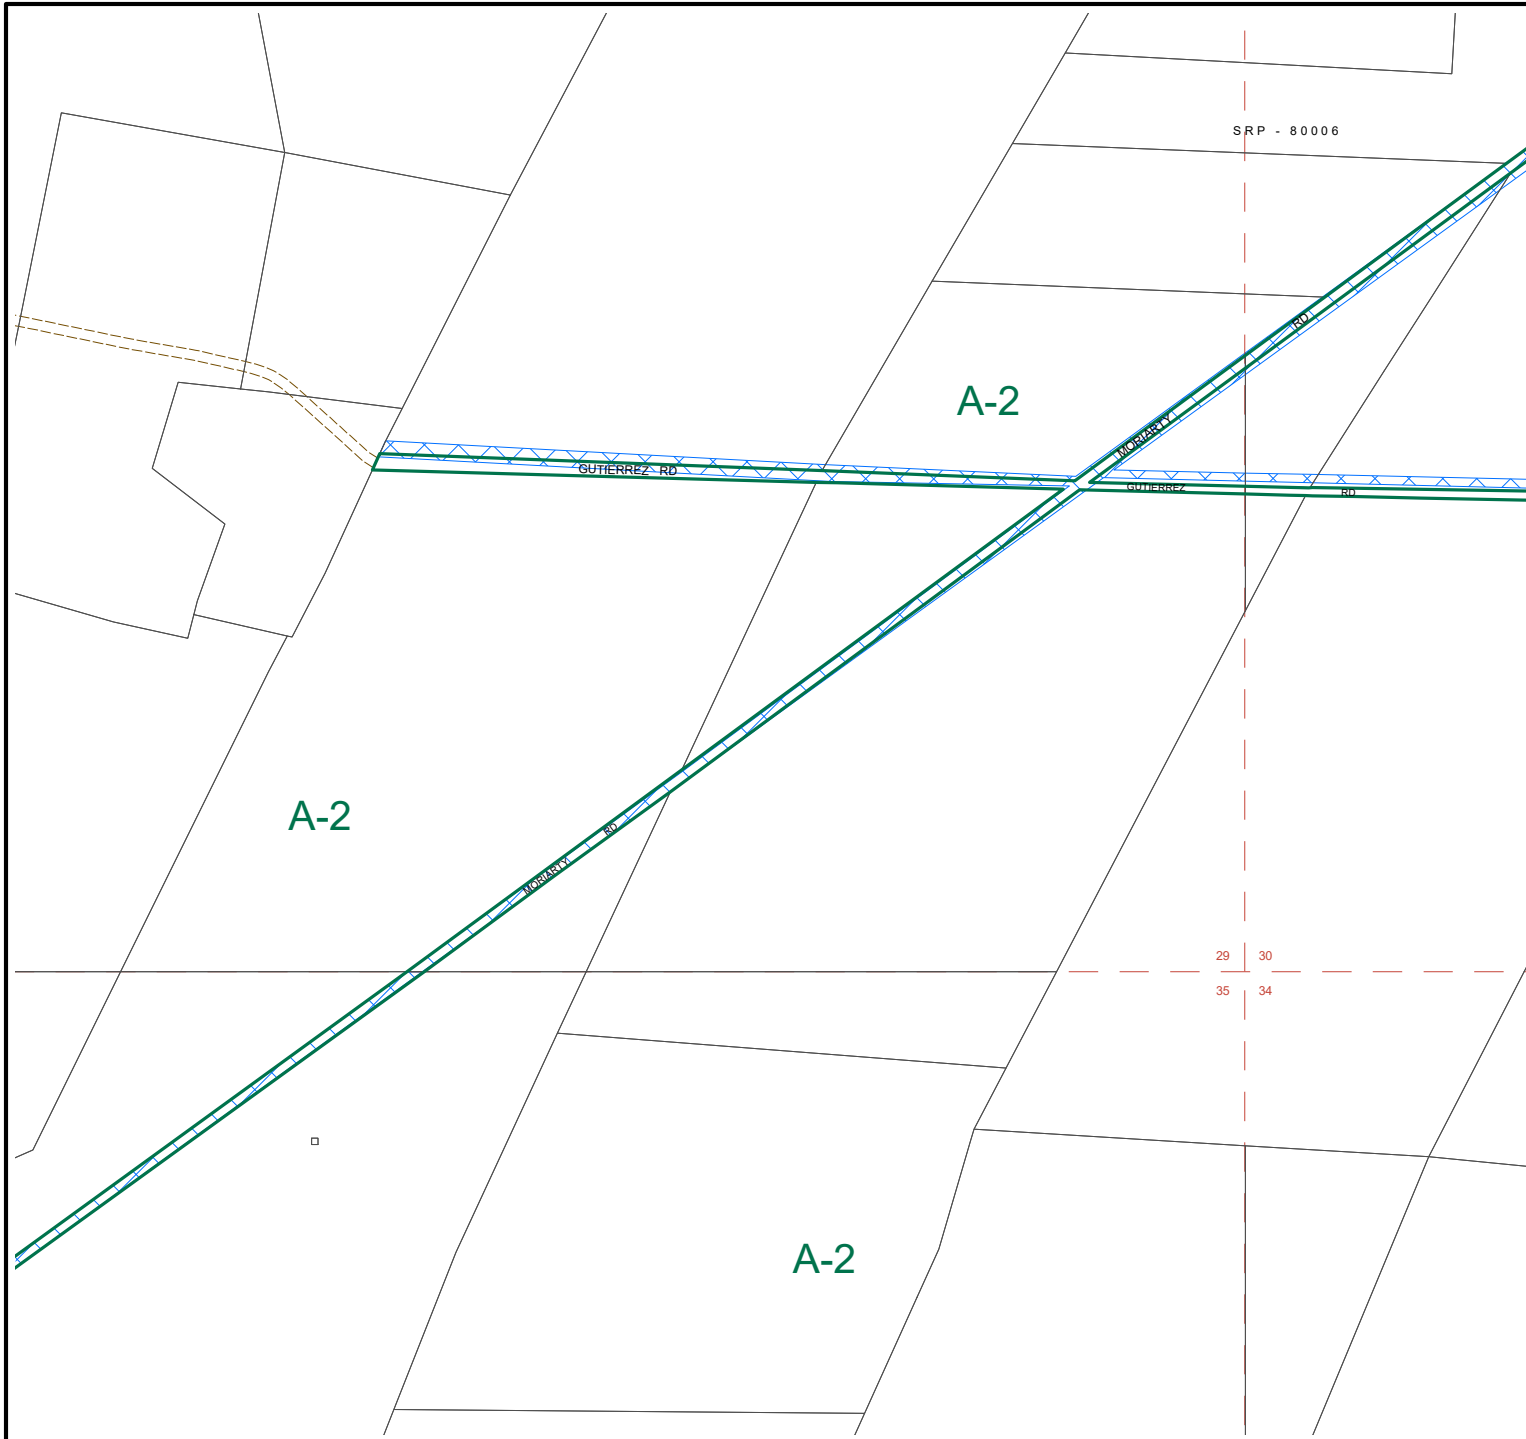 SRP - 80006
RD
A-2
MORIARTY
GUTIERREZ RD
GUTIERREZ
RD
A-2
RD
MORIARTY
29 30
35 34
A-2